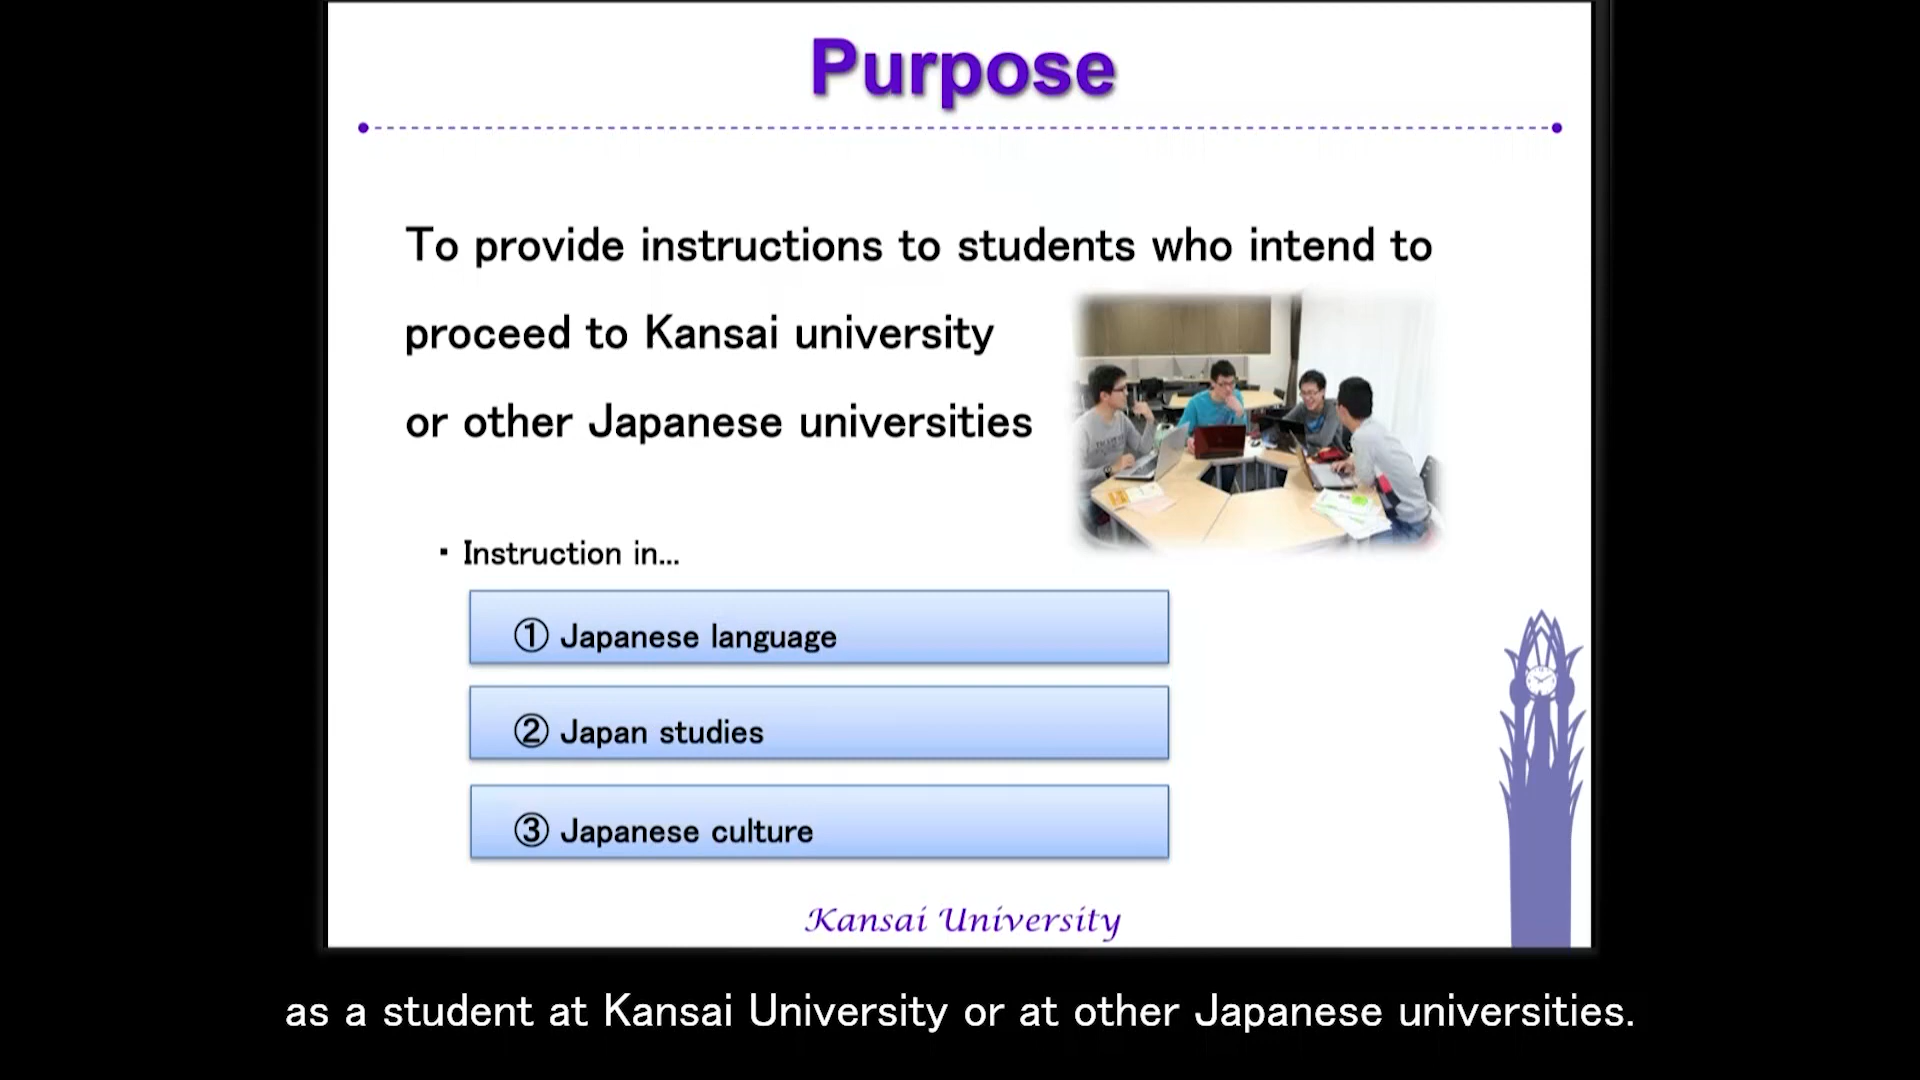 Purpose
To provide instructions to students who intend to
proceed to Kansai university
or other Japanese universities
▪ Instruction in...
① Japanese language
② Japan studies
③ Japanese culture
Kansai University
as a student at Kansai University or at other Japanese universities.